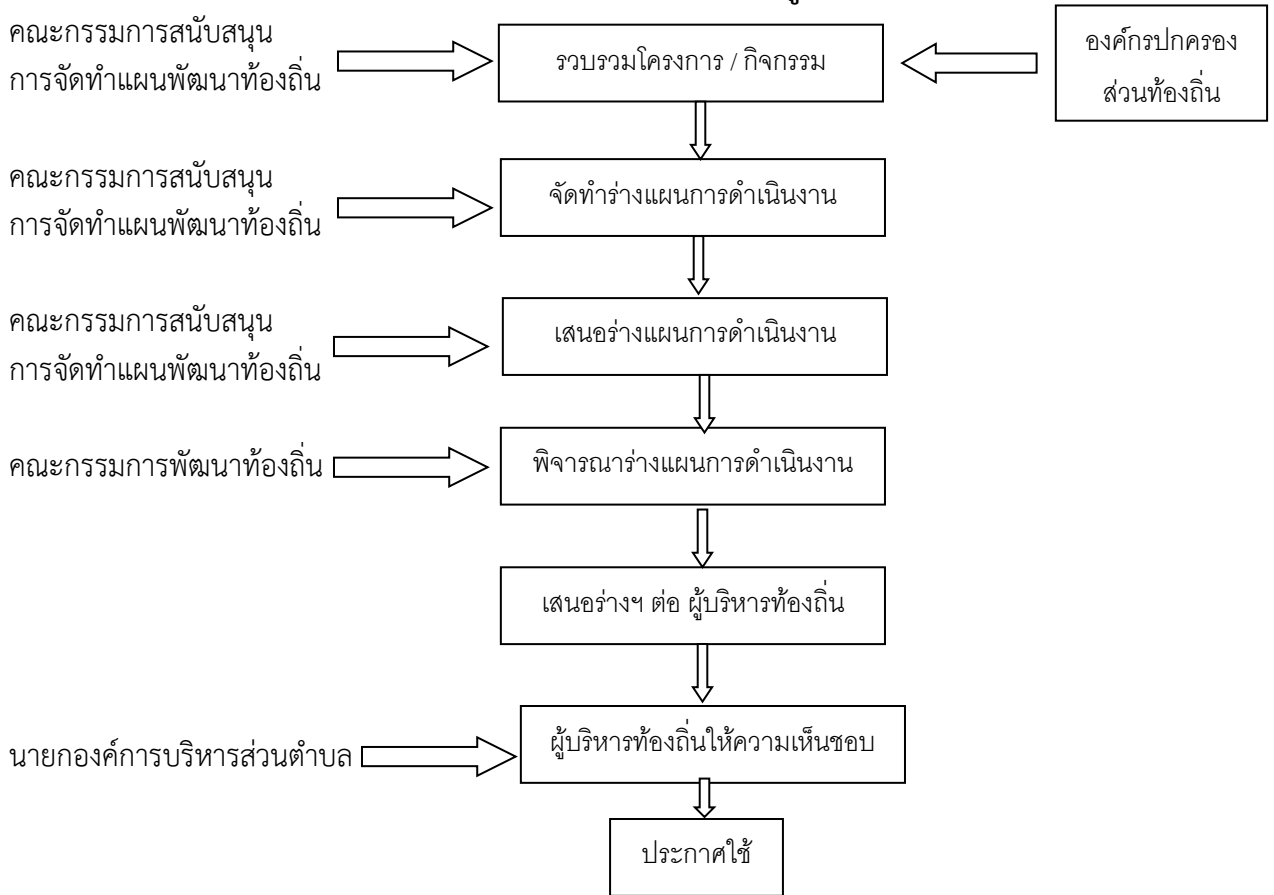 คณะกรรมการสนับสนุน
การจัดทำแผนพัฒนาท้องถิ่น
รวบรวมโครงการ / กิจกรรม
องค์กรปกครอง
ส่วนท้องถิ่น
คณะกรรมการสนับสนุน
การจัดทำแผนพัฒนาท้องถิ่น
จัดทำร่างแผนการดำเนินงาน
คณะกรรมการสนับสนุน
การจัดทำแผนพัฒนาท้องถิ่น
เสนอร่างแผนการดำเนินงาน
คณะกรรมการพัฒนาท้องถิ่น
พิจารณาร่างแผนการดำเนินงาน
เสนอร่างฯ ต่อ ผู้บริหารท้องถิ่น
นายกองค์การบริหารส่วนตำบล
ผู้บริหารท้องถิ่นให้ความเห็นชอบ
ประกาศใช้